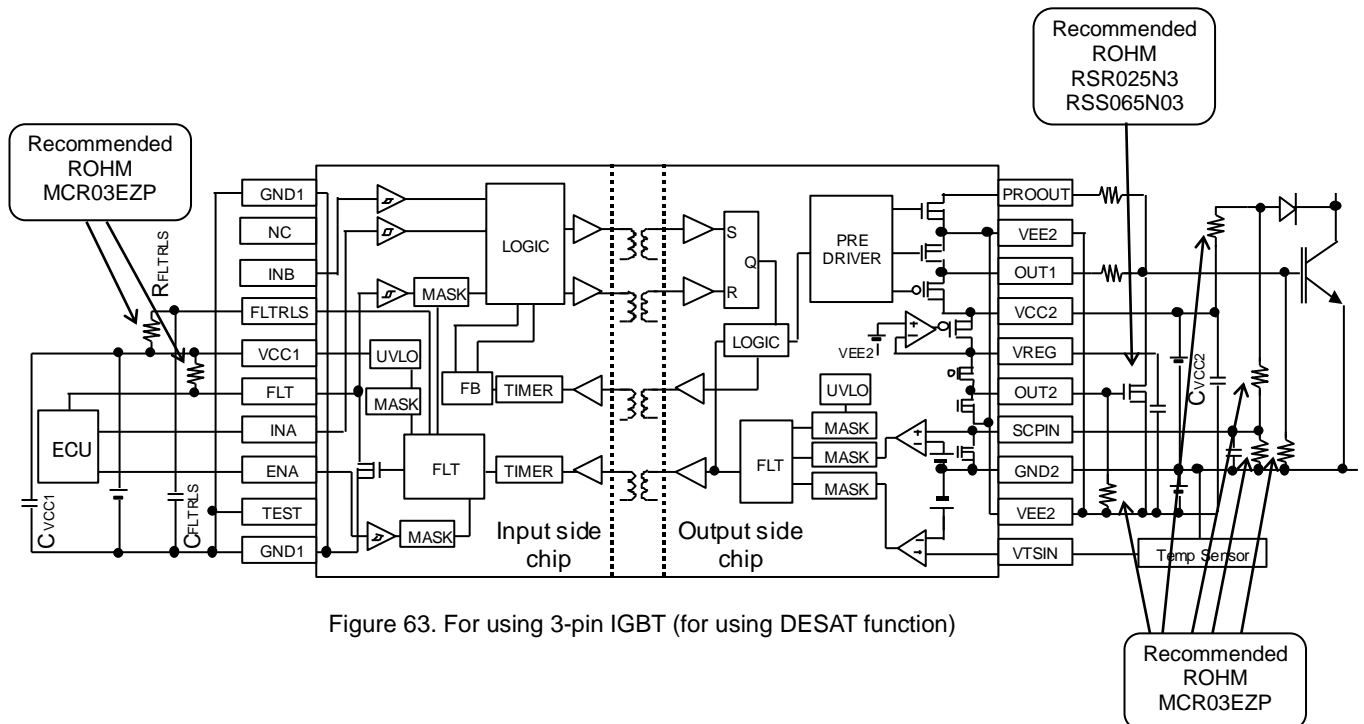 Recommended
ROHM
RSR025N3
RSS065N03
Recommended
ROHM
MCR03EZP
GND1
NC
INB
FLTRLS
VCC1
FLT
INA
ENA
TEST
GND1
RFLTRLS
ECU
CVCC1
CFLTRLS
LOGIC
MASK
UVLO
MASK
FB
TIMER
FLT
TIMER
MASK
Input side
chip
Output side
chip
S
Q
R
LOGIC
PRE
DRIVER
VEE2
UVLO
MASK
MASK
MASK
FLT
PROOUT
VEE2
OUT1
VCC2
VREG
OUT2
SCPIN
GND2
VEE2
VTSIN
CVCC2
Temp Sensor
Figure 63. For using 3-pin IGBT (for using DESAT function)
Recommended
ROHM
MCR03EZP